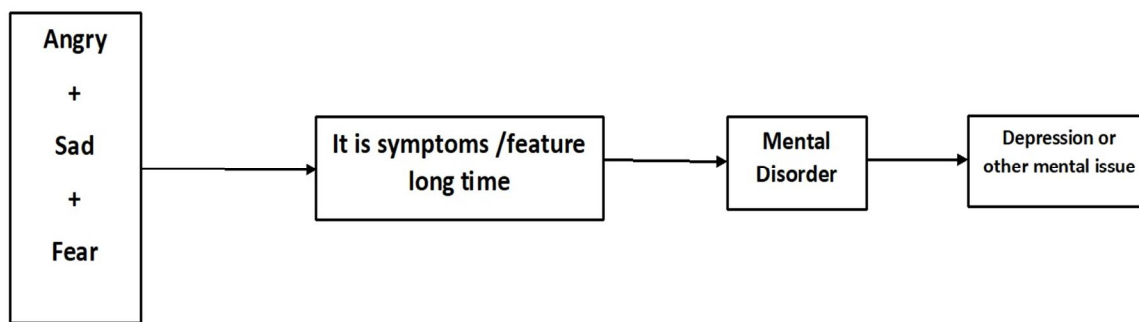 Angry
+
Sad
+
Fear
It is symptoms /feature
long time
Mental
Disorder
Depression or
other mental issue